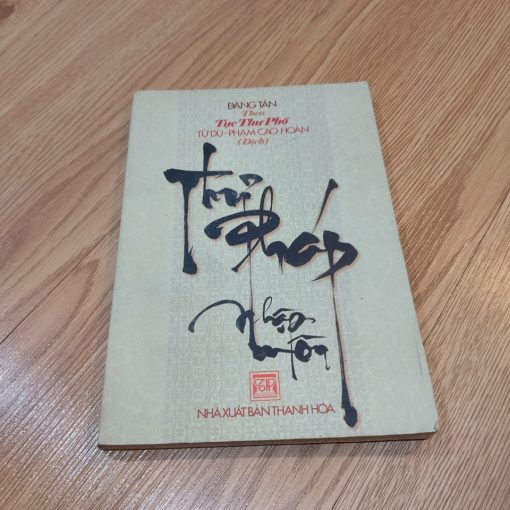 ĐẶNG TẤN
Theo
Tục Thư Phổ
TỪ DU - PHẠM CAO HOÀN
(Dịch)
Thư
Pháp
Nhập
Môn
NHÀ XUẤT BẢN THANH HÓA